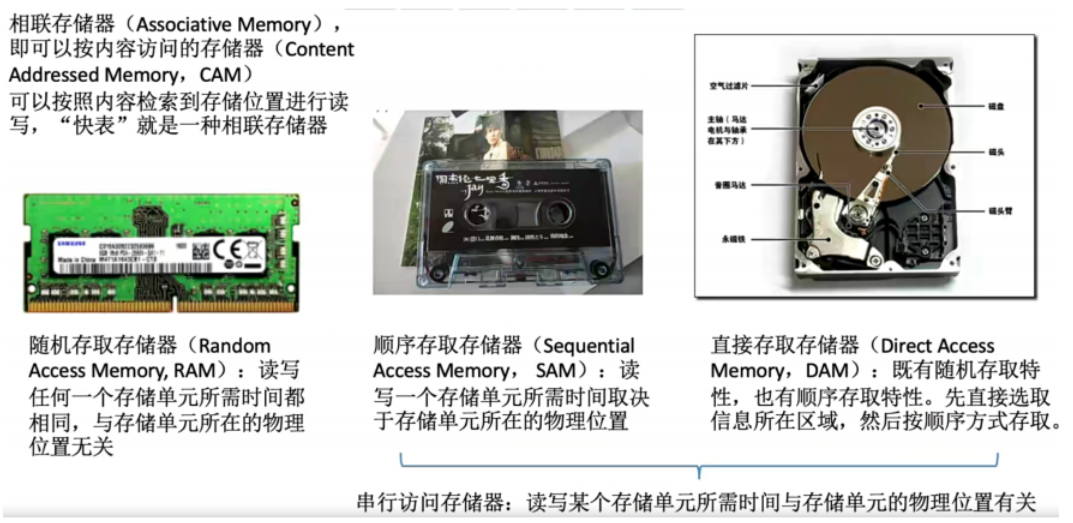 相联存储器（Associative Memory），
即可以按内容访问的存储器（Content
Addressed Memory，CAM）
可以按照内容检索到存储位置进行读
写，“快表”就是一种相联存储器
SAMSUNG
Made in China
空气过滤片
主轴（马达
电机与轴承
在其下方）
音圈马达
永磁铁
磁盘
磁头
磁头臂
随机存取存储器（Random
Access Memory, RAM）：读写
任何一个存储单元所需时间都
相同，与存储单元所在的物理
位置无关
顺序存取存储器（Sequential
Access Memory， SAM）：读
写一个存储单元所需时间取决
于存储单元所在的物理位置
直接存取存储器（Direct Access
Memory，DAM）：既有随机存取特
性，也有顺序存取特性。先直接选取
信息所在区域，然后按顺序方式存取。
串行访问存储器：读写某个存储单元所需时间与存储单元的物理位置有关